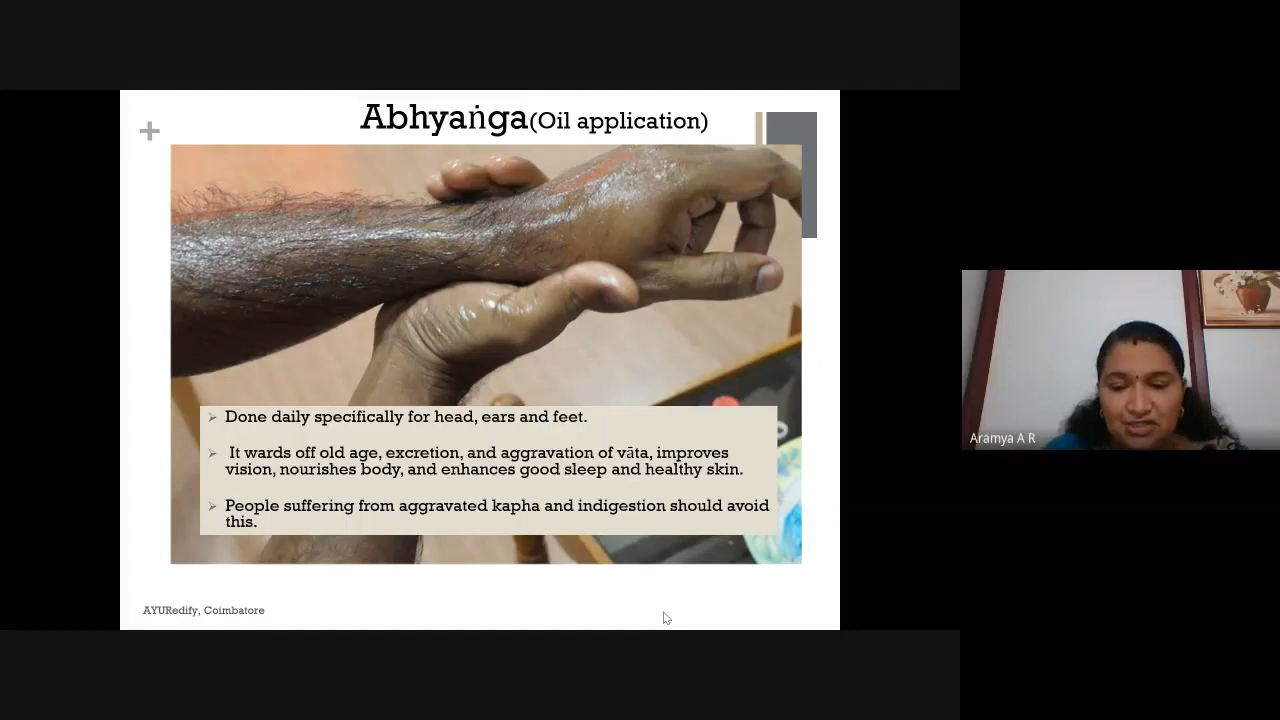 Abhyaṅga(Oil application)
Done daily specifically for head, ears and feet.
It wards off old age, excretion, and aggravation of vāta, improves
vision, nourishes body, and enhances good sleep and healthy skin.
People suffering from aggravated kapha and indigestion should avoid
this.
AYURedify, Coimbatore
Aramya A R